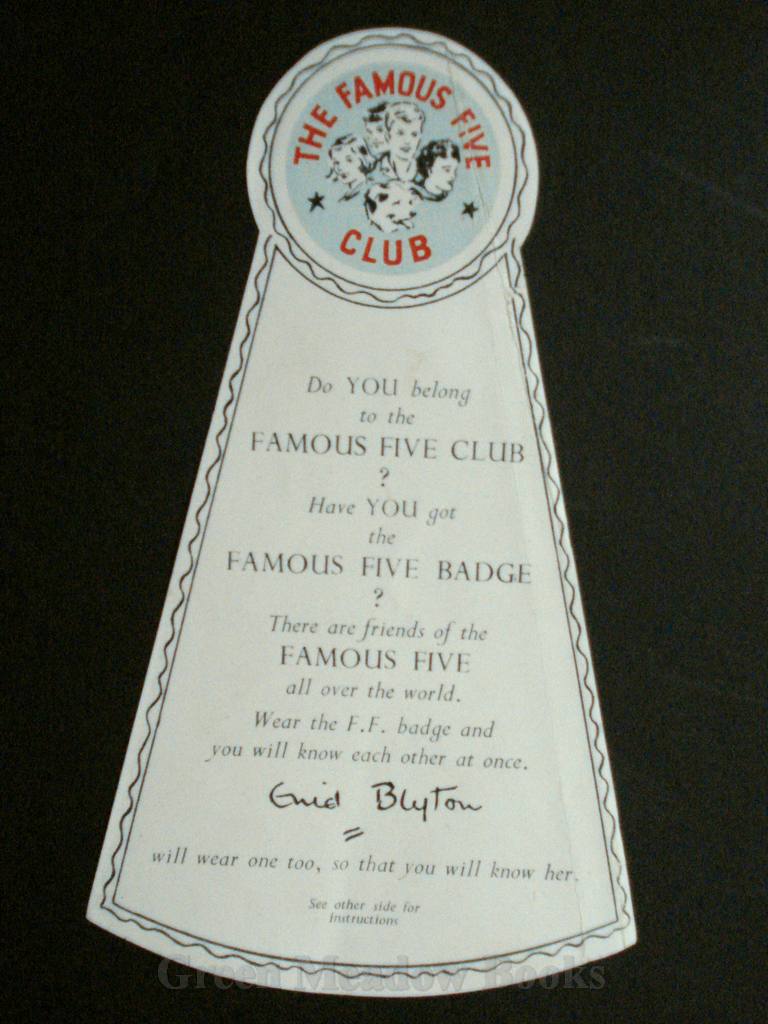 THE FAMOUS FIVE
CLUB
Do YOU belong
to the
FAMOUS FIVE CLUB
?
Have YOU got
the
FAMOUS FIVE BADGE
?
There are friends of the
FAMOUS FIVE
all over the world.
Wear the F.F. badge and
you will know each other at once.
Enid Blyton
will wear one too, so that you will know her.
See other side for
instructions
Green Meadow Books